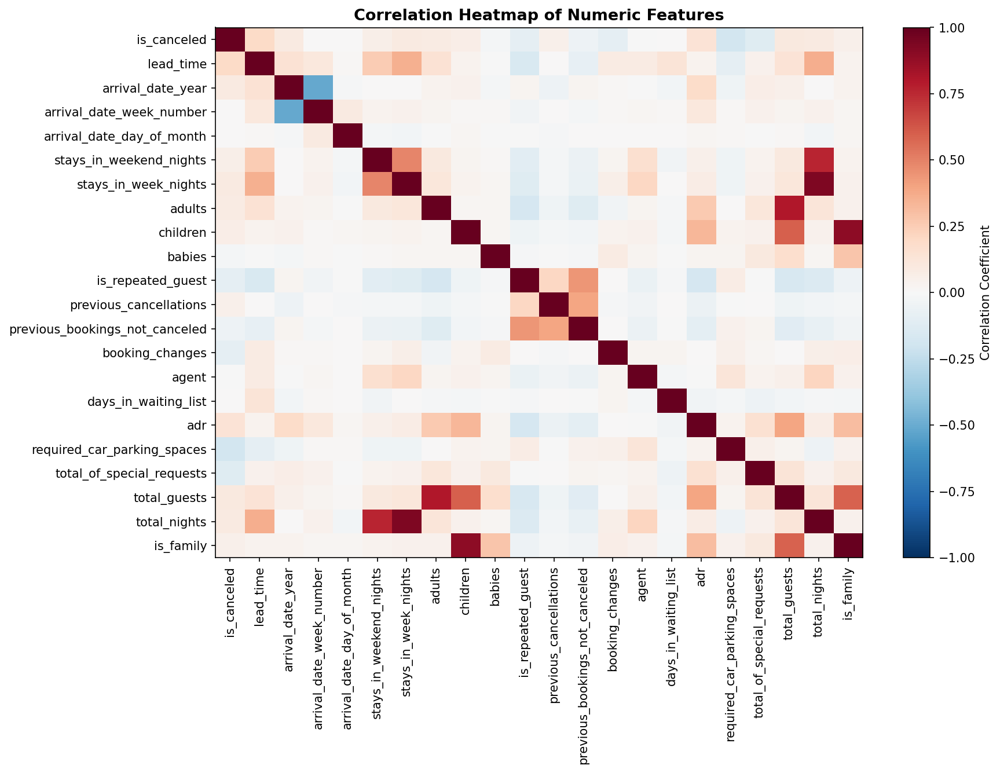 Correlation Heatmap of Numeric Features
is_canceled
lead_time
arrival_date_year
arrival_date_week_number
arrival_date_day_of_month
stays_in_weekend_nights
stays_in_week_nights
adults
children
babies
is_repeated_guest
previous_cancellations
previous_bookings_not_canceled
booking_changes
agent
days_in_waiting_list
adr
required_car_parking_spaces
total_of_special_requests
total_guests
total_nights
is_family
is_canceled
lead_time
arrival_date_year
arrival_date_week_number
arrival_date_day_of_month
stays_in_weekend_nights
stays_in_week_nights
adults
children
babies
is_repeated_guest
previous_cancellations
previous_bookings_not_canceled
booking_changes
agent
days_in_waiting_list
adr
required_car_parking_spaces
total_of_special_requests
total_guests
total_nights
is_family
1.00
0.75
0.50
0.25
0.00
−0.25
−0.50
−0.75
−1.00
Correlation Coefficient